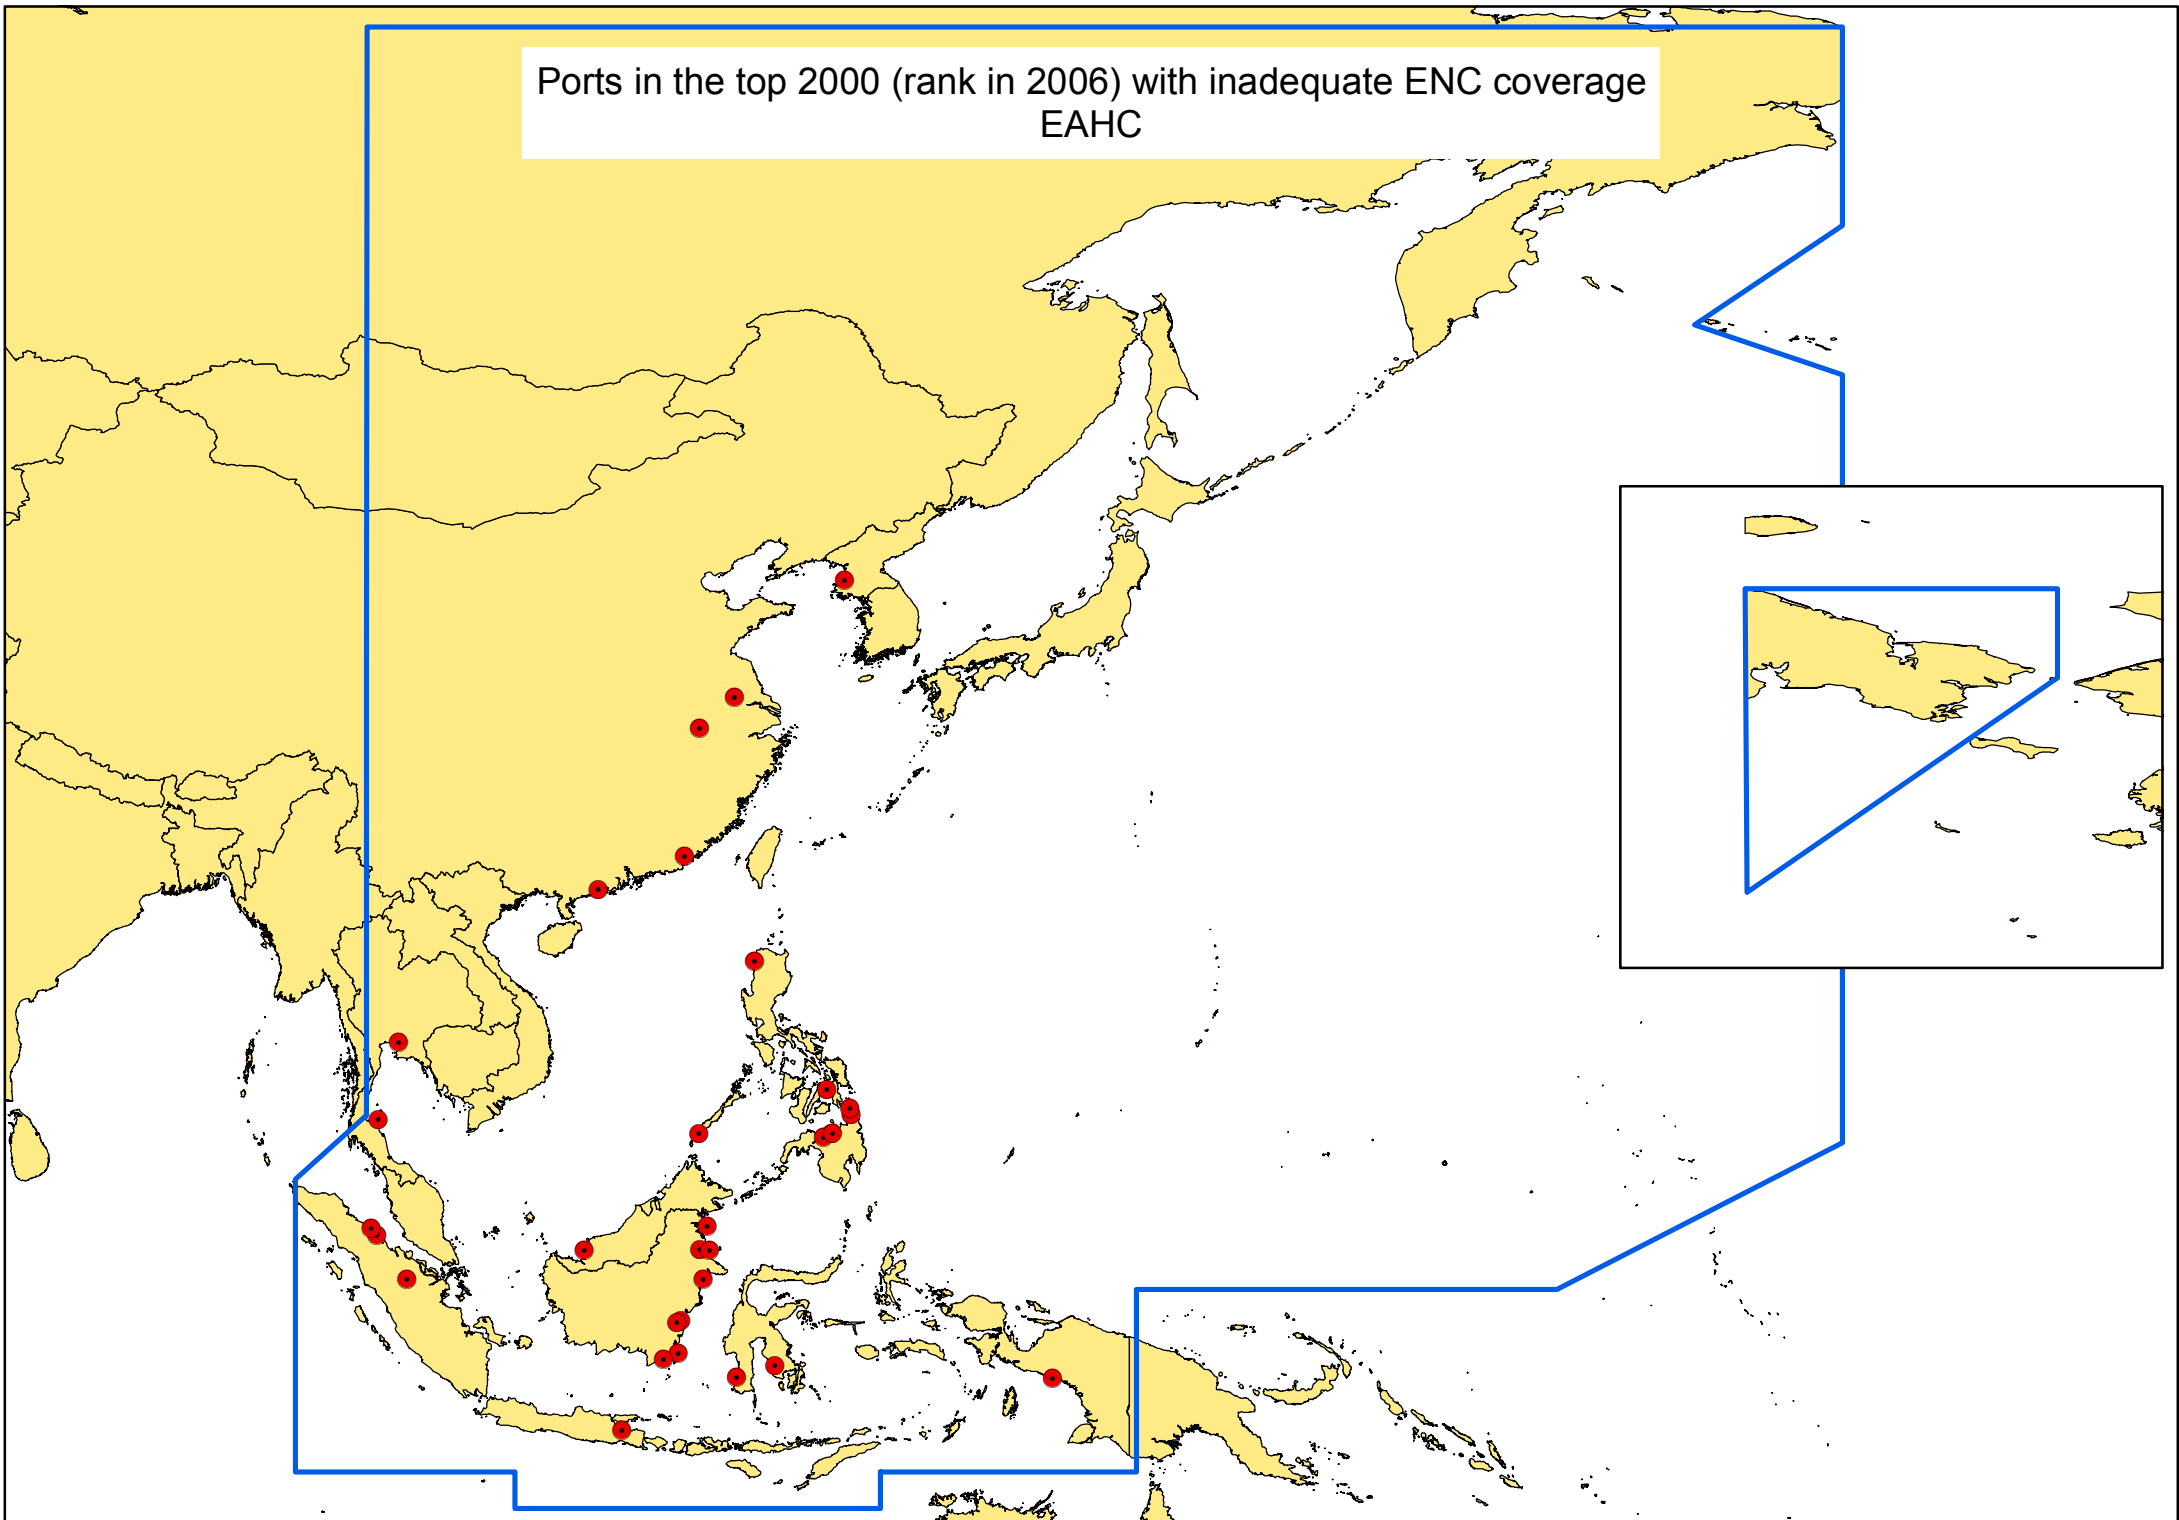 Ports in the top 2000 (rank in 2006) with inadequate ENC coverage
EAHC